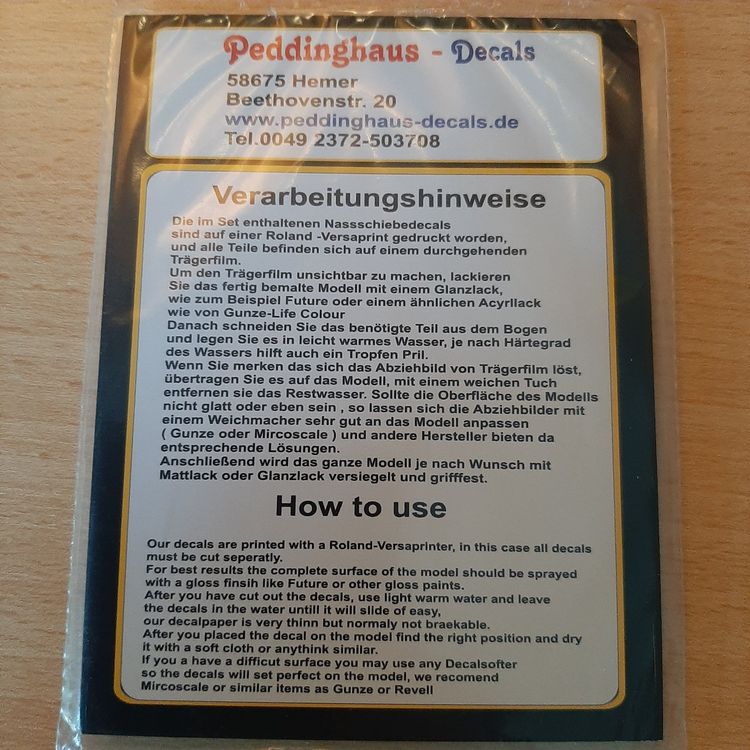 Peddinghaus - Decals
58675 Hemer
Beethovenstr. 20
www.peddinghaus-decals.de
Tel.0049 2372-503708
Verarbeitungshinweise
Die im Set enthaltenen Nassschiebedecals
sind auf einer Roland -Versaprint gedruckt worden,
und alle Teile befinden sich auf einem durchgehenden
Trägerfilm.
Um den Trägerfilm unsichtbar zu machen, lackieren
Sie das fertig bemalte Modell mit einem Glanzlack,
wie zum Beispiel Future oder einem ähnlichen Acyrllack
wie von Gunze-Life Colour
Danach schneiden Sie das benötigte Teil aus dem Bogen
und legen Sie es in leicht warmes Wasser, je nach Härtegrad
des Wassers hilft auch ein Tropfen Pril.
Wenn Sie merken das sich das Abziehbild von Trägerfilm löst,
übertragen Sie es auf das Modell, mit einem weichen Tuch
entfernen sie das Restwasser. Sollte die Oberfläche des Modells
nicht glatt oder eben sein , so lassen sich die Abziehbilder mit
einem Weichmacher sehr gut an das Modell anpassen
( Gunze oder Mircoscale ) und andere Hersteller bieten da
entsprechende Lösungen.
Anschließend wird das ganze Modell je nach Wunsch mit
Mattlack oder Glanzlack versiegelt und grifffest.
How to use
Our decals are printed with a Roland-Versaprinter, in this case all decals
must be cut seperatly.
For best results the complete surface of the model should be sprayed
with a gloss finsih like Future or other gloss paints.
After you have cut out the decals, use light warm water and leave
the decals in the water untill it will slide of easy,
our decalpaper is very thinn but normaly not braekable.
After you placed the decal on the model find the right position and dry
it with a soft cloth or anythink similar.
If you a have a difficut surface you may use any Decalsofter
so the decals will set perfect on the model, we recomend
Mircoscale or similar items as Gunze or Revell